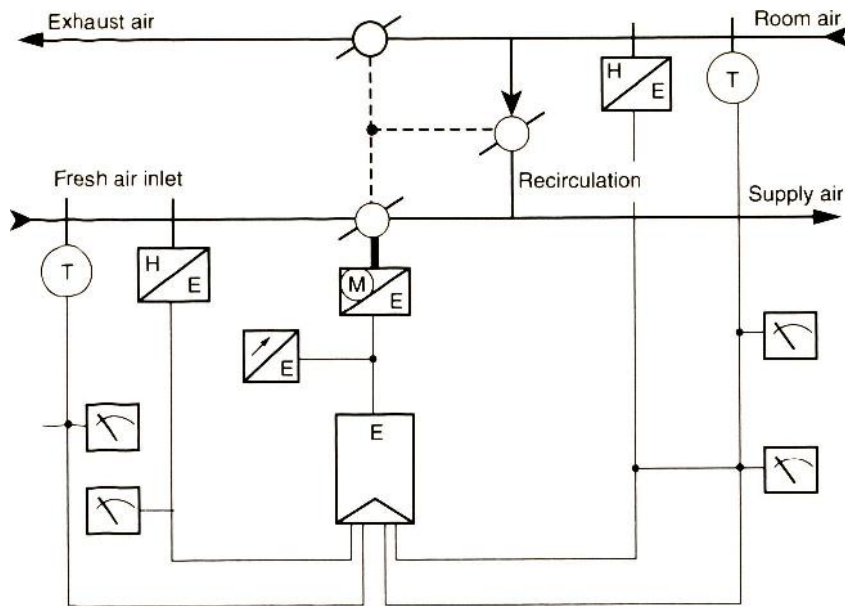 Exhaust air
Room air
H
E
T
Fresh air inlet
Recirculation
Supply air
T
H
E
M
E
E
E